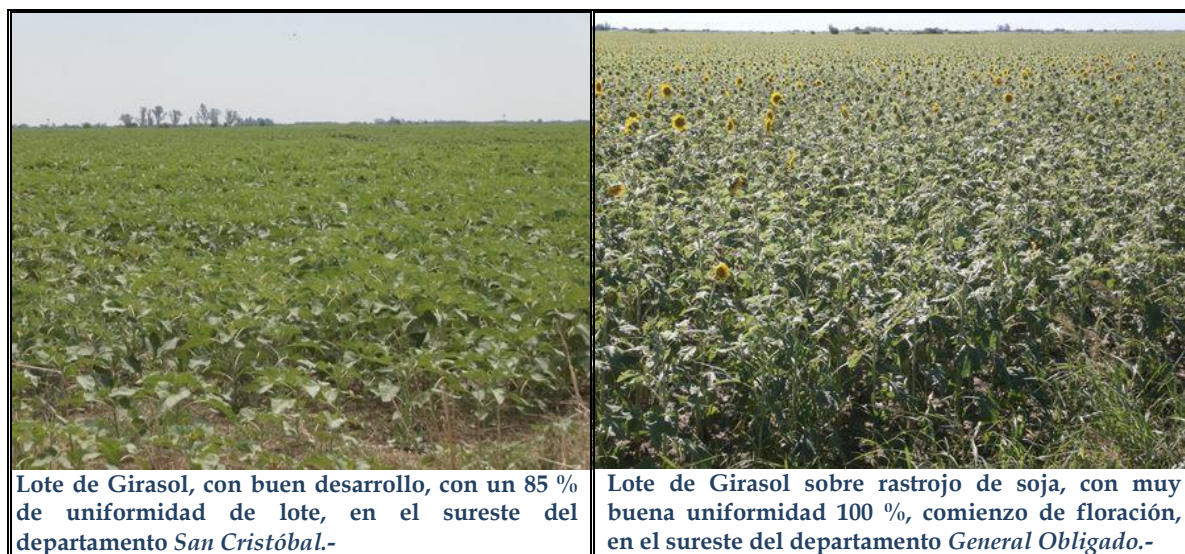 Lote de Girasol, con buen desarrollo, con un 85 %
de uniformidad de lote, en el sureste del
departamento San Cristóbal.-
Lote de Girasol sobre rastrojo de soja, con muy
buena uniformidad 100 %, comienzo de floración,
en el sureste del departamento General Obligado.-